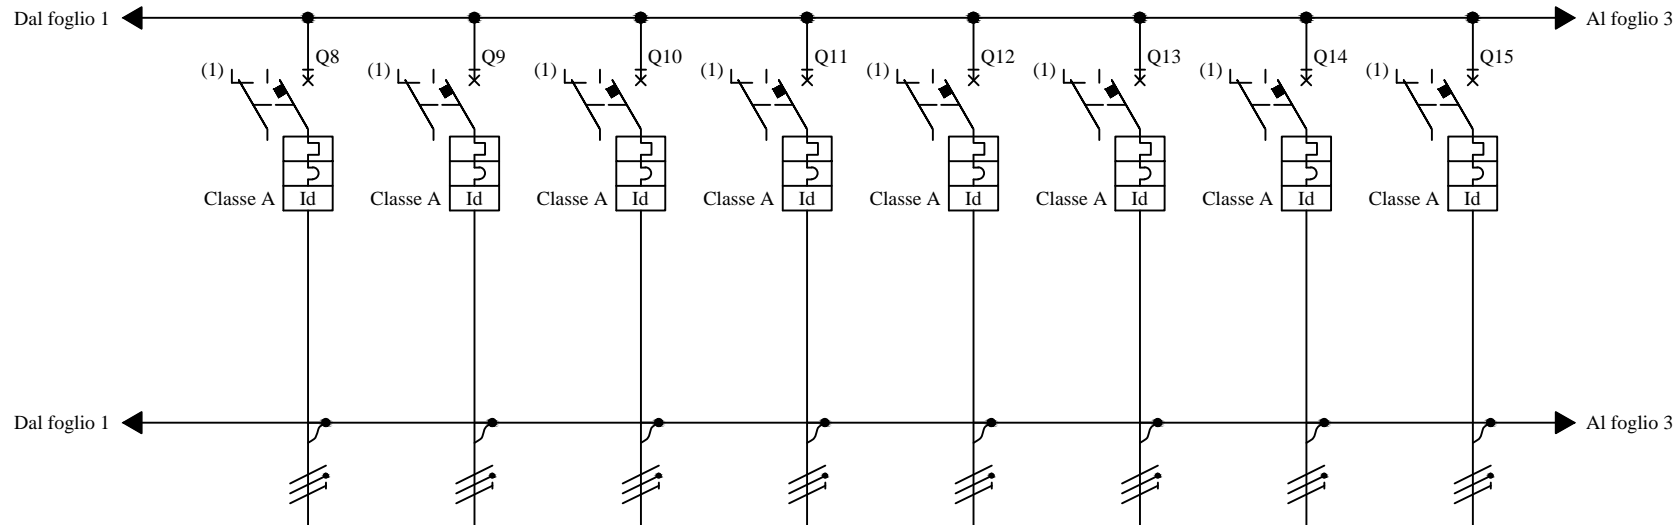 Dal foglio 1 Al foglio 3
Q8 Q9 Q10 Q11 Q12 Q13 Q14 Q15
(1) (1) (1) (1) (1) (1) (1) (1)
Classe A Id Classe A Id Classe A Id Classe A Id Classe A Id Classe A Id Classe A Id Classe A Id
Dal foglio 1 Al foglio 3